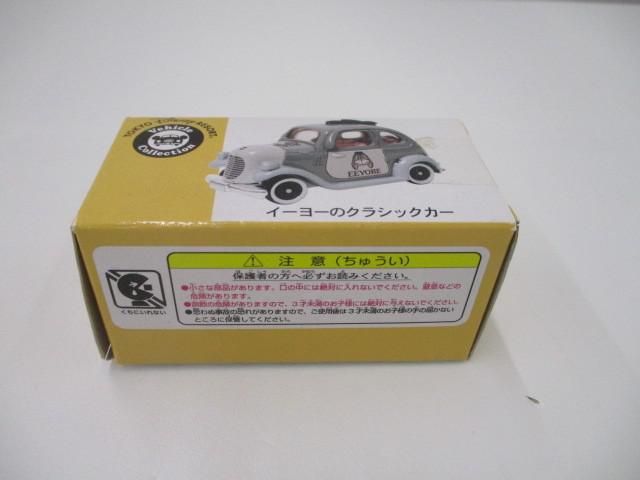 TOKYO Disney RESORT
Vehicle
Collection
EEYORE
イーヨーのクラシックカー
注 意（ちゅうい）
保護者の方へ必ずお読みください。
●小さな部品があります。口の中には絶対に入れないでください。窒息などの
危険があります。
●誤飲の危険がありますので、3才未満のお子様には絶対に与えないでください。
●思わぬ事故の恐れがありますので、ご使用後は3才未満のお子様の手の届かない
ところに保管してください。
くちにいれない